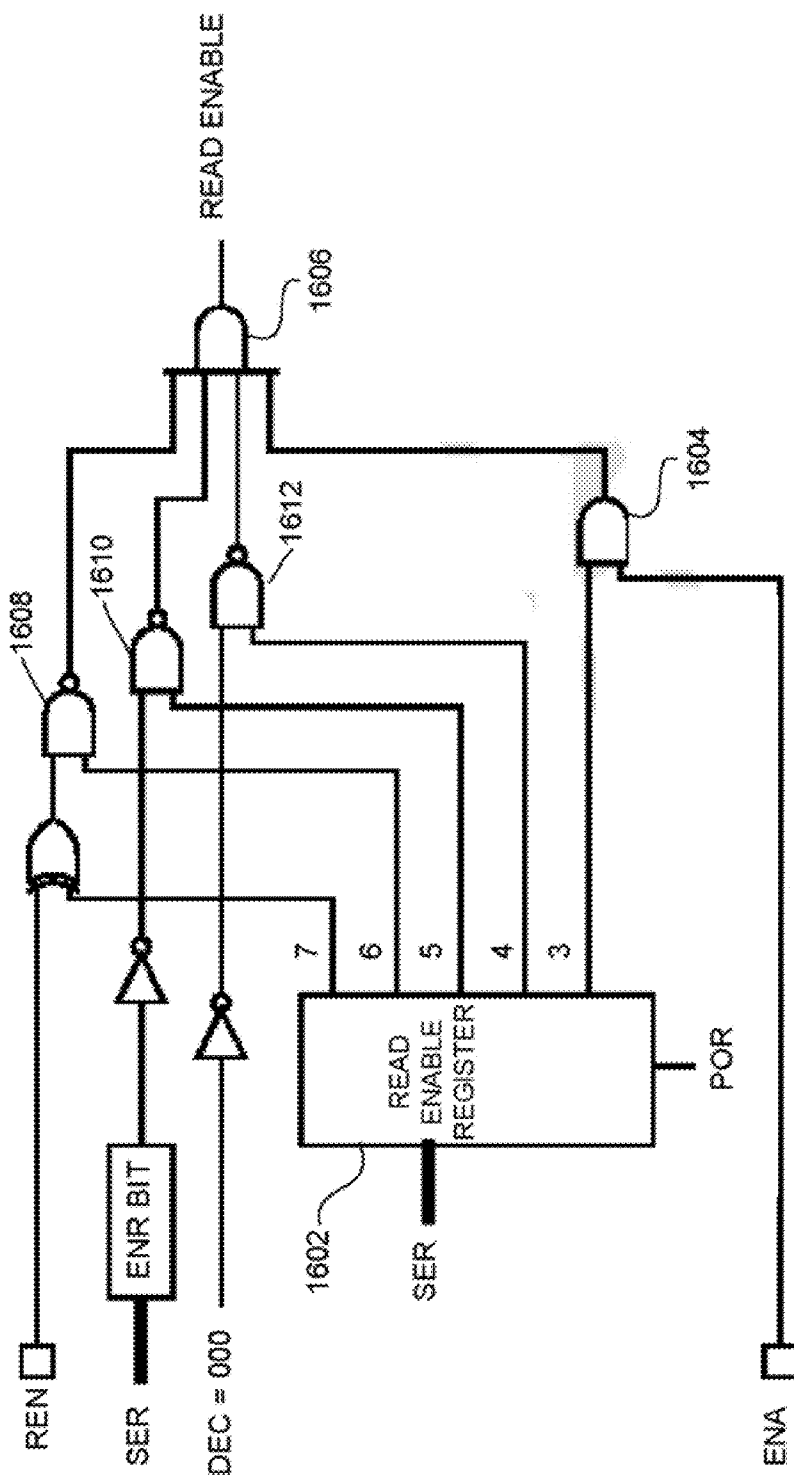 REN
SER
ENR BIT
DEC = 000
1602
SER
READ
ENABLE
REGISTER
7
6
5
4
3
POR
ENA
1608
1610
1612
1604
1606
READ ENABLE